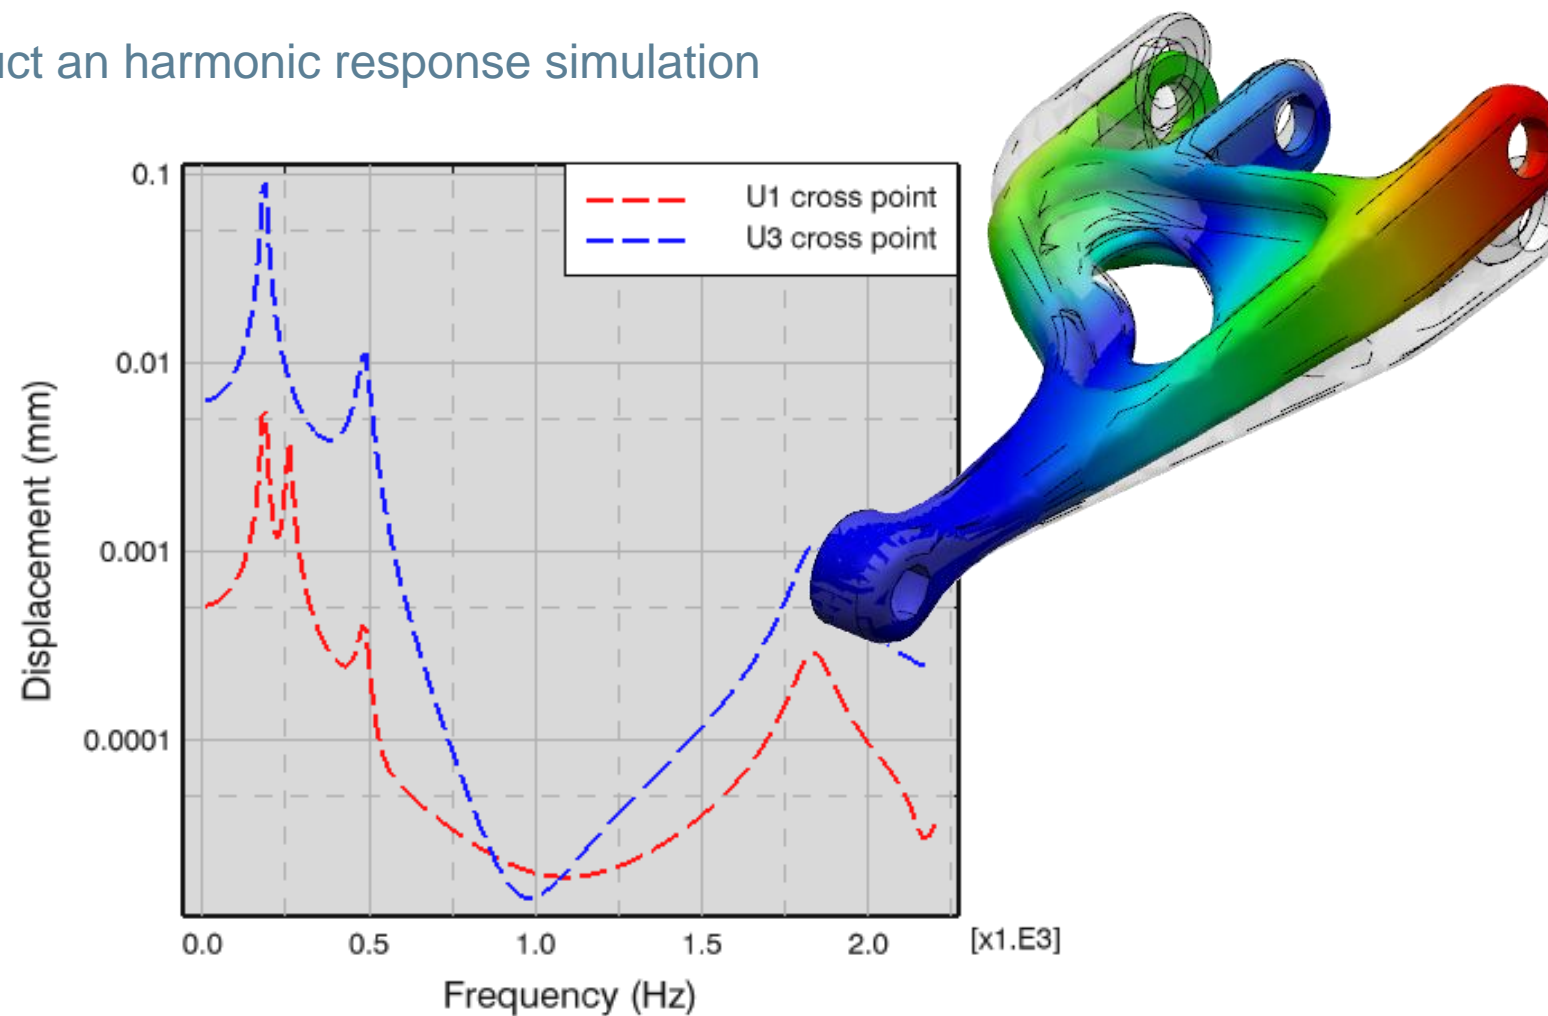 uct an harmonic response simulation
U1 cross point
U3 cross point
0.1
0.01
0.001
0.0001
Displacement (mm)
0.0 0.5 1.0 1.5 2.0 [x1.E3]
Frequency (Hz)